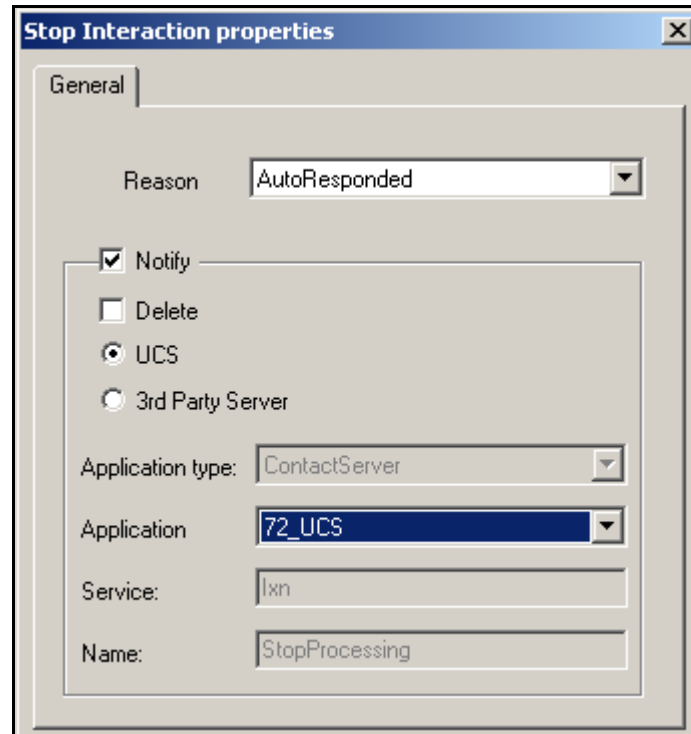 Stop Interaction properties
General
Reason AutoResponded
Notify
Delete
UCS
3rd Party Server
Application type: ContactServer
Application 72_UCS
Service: Ixn
Name: StopProcessing